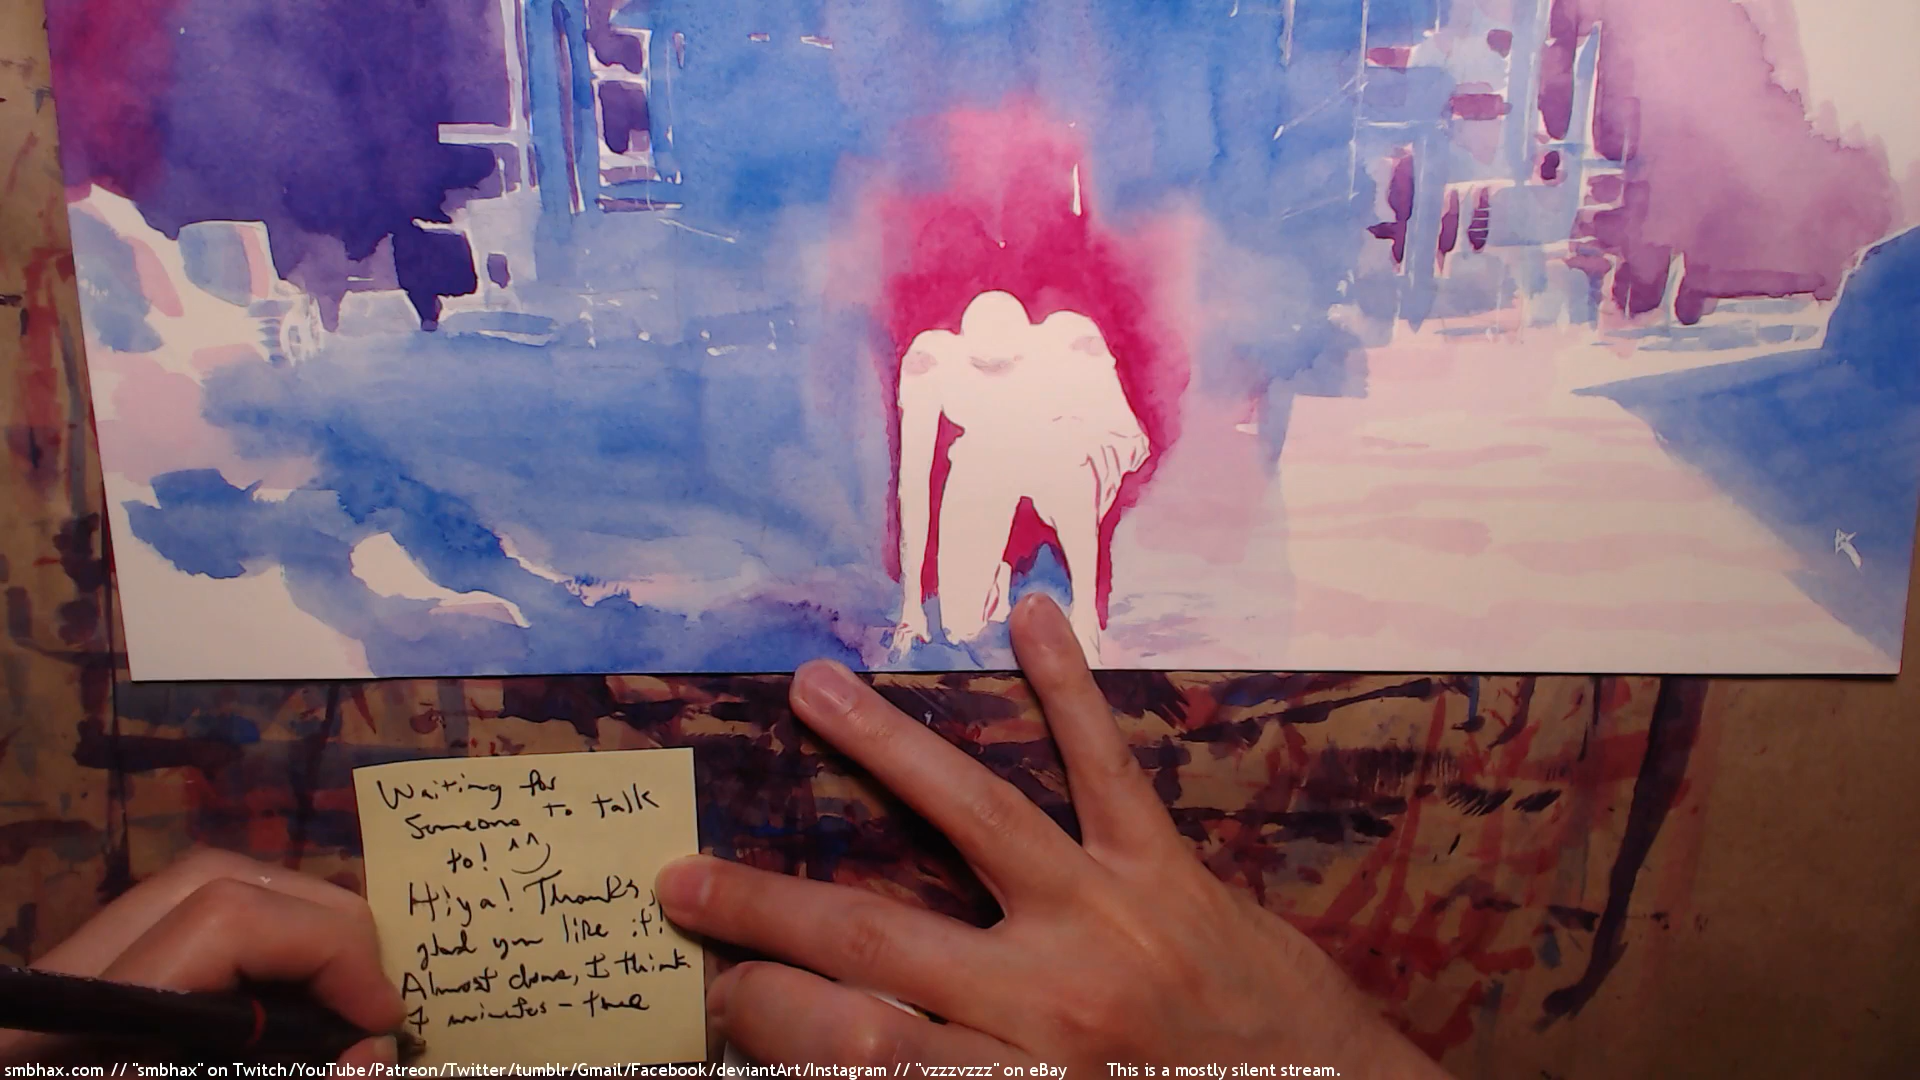 Waiting for
Someone to talk
to! ^^
Hiya! Thanks,
glad you like it!
Almost done, I think
7 minutes - true
smbhax.com // "smbhax" on Twitch/YouTube/Patreon/Twitter/tumblr/Gmail/Facebook/deviantArt/Instagram // "vzzzvzzz" on eBay This is a mostly silent stream.